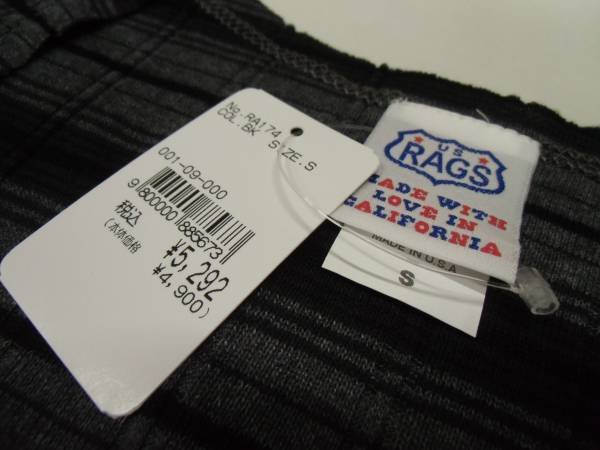 No.RA174
COL.BK SIZE.S
001-09-000
9800000885673
税込 ¥5,292
(本体価格 ¥4,900)
US
RAGS
MADE WITH
LOVE IN
CALIFORNIA
MADE IN U.S.A
S